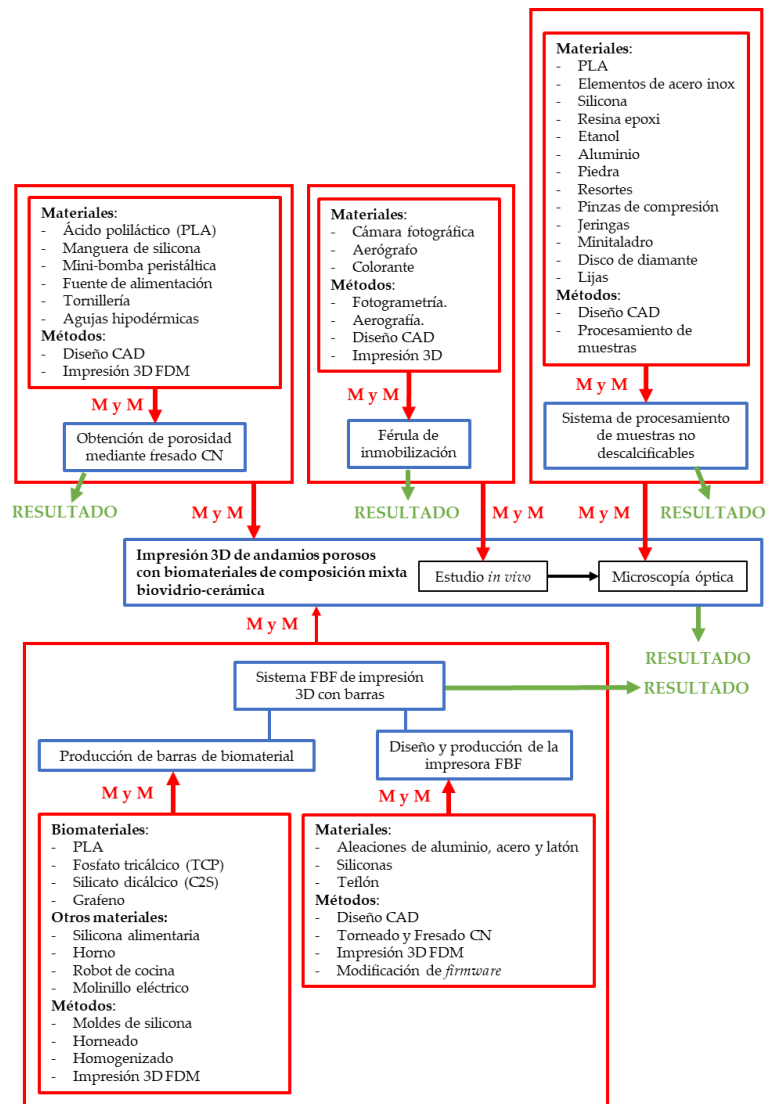 Materiales:
- PLA
- Elementos de acero inox
- Silicona
- Resina epoxi
- Etanol
- Aluminio
- Piedra
- Resortes
- Pinzas de compresión
- Jeringas
- Minitaladro
- Disco de diamante
- Lijas
Métodos:
- Diseño CAD
- Procesamiento de
muestras
Materiales:
- Ácido poliláctico (PLA)
- Manguera de silicona
- Mini-bomba peristáltica
- Fuente de alimentación
- Tornillería
- Agujas hipodérmicas
Métodos:
- Diseño CAD
- Impresión 3D FDM
Materiales:
- Cámara fotográfica
- Aerógrafo
- Colorante
Métodos:
- Fotogrametría.
- Aerografía.
- Diseño CAD
- Impresión 3D
M y M
M y M
M y M
Obtención de porosidad
mediante fresado CN
Férula de
inmobilización
Sistema de procesamiento
de muestras no
descalcificables
RESULTADO
M y M
RESULTADO
M y M
M y M
RESULTADO
Impresión 3D de andamios porosos
con biomateriales de composición mixta
biovidrio-cerámica
Estudio in vivo
Microscopía óptica
M y M
RESULTADO
Sistema FBF de impresión
3D con barras
RESULTADO
Producción de barras de biomaterial
Diseño y producción de la
impresora FBF
M y M
M y M
Biomateriales:
- PLA
- Fosfato tricálcico (TCP)
- Silicato dicálcico (C2S)
- Grafeno
Otros materiales:
- Silicona alimentaria
- Horno
- Robot de cocina
- Molinillo eléctrico
Métodos:
- Moldes de silicona
- Horneado
- Homogenizado
- Impresión 3D FDM
Materiales:
- Aleaciones de aluminio, acero y latón
- Siliconas
- Teflón
Métodos:
- Diseño CAD
- Torneado y Fresado CN
- Impresión 3D FDM
- Modificación de firmware